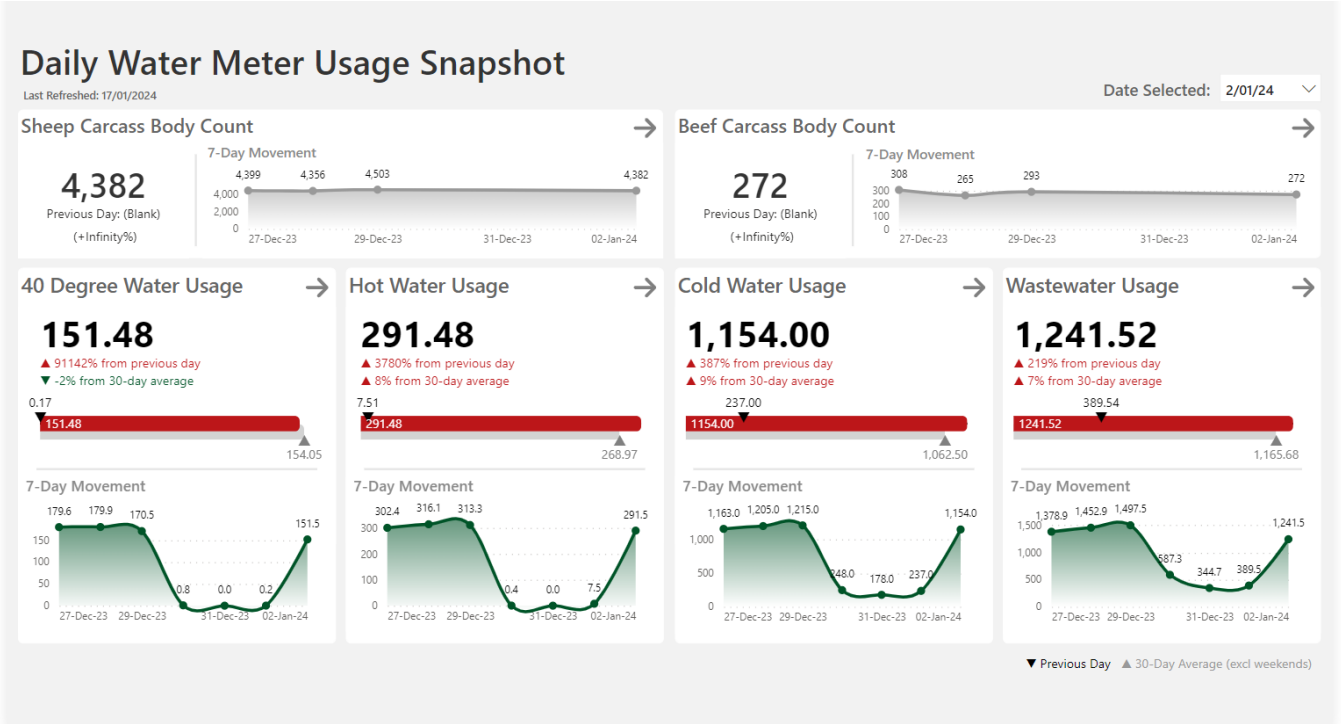 Daily Water Meter Usage Snapshot
Last Refreshed: 17/01/2024
Date Selected:
2/01/24
Sheep Carcass Body Count
4,382
Previous Day: (Blank)
(+Infinity%)
7-Day Movement
4,399
4,356
4,503
4,382
4,000
2,000
0
27-Dec-23
29-Dec-23
31-Dec-23
02-Jan-24
Beef Carcass Body Count
272
Previous Day: (Blank)
(+Infinity%)
7-Day Movement
308
265
293
272
300
200
100
0
27-Dec-23
29-Dec-23
31-Dec-23
02-Jan-24
40 Degree Water Usage
151.48
▲ 91142% from previous day
▼ -2% from 30-day average
0.17
151.48
154.05
7-Day Movement
179.6
179.9
170.5
0.8
0.0
0.2
151.5
150
100
50
0
27-Dec-23
29-Dec-23
31-Dec-23
02-Jan-24
Hot Water Usage
291.48
▲ 3780% from previous day
▲ 8% from 30-day average
7.51
291.48
268.97
7-Day Movement
302.4
316.1
313.3
0.4
0.0
7.5
291.5
300
200
100
0
27-Dec-23
29-Dec-23
31-Dec-23
02-Jan-24
Cold Water Usage
1,154.00
▲ 387% from previous day
▲ 9% from 30-day average
237.00
1154.00
1,062.50
7-Day Movement
1,163.0
1,205.0
1,215.0
248.0
178.0
237.0
1,154.0
1,000
500
0
27-Dec-23
29-Dec-23
31-Dec-23
02-Jan-24
Wastewater Usage
1,241.52
▲ 219% from previous day
▲ 7% from 30-day average
389.54
1241.52
1,165.68
7-Day Movement
1,378.9
1,452.9
1,497.5
587.3
344.7
389.5
1,241.5
1,500
1,000
500
0
27-Dec-23
29-Dec-23
31-Dec-23
02-Jan-24
▼ Previous Day ▲ 30-Day Average (excl weekends)